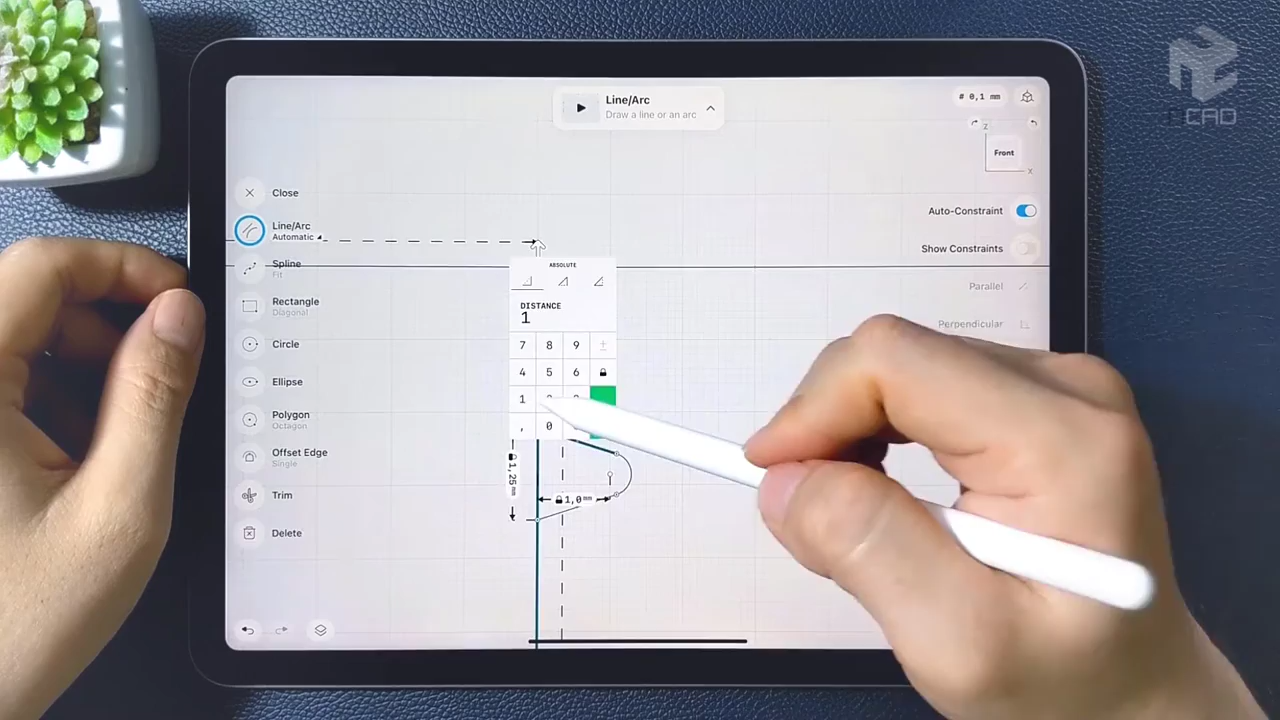 Line/Arc
Draw a line or an arc
# 0,1 mm
CAD
Z
Front
X
Close
Line/Arc
Automatic
Spline
Fit
Rectangle
Diagonal
Circle
Ellipse
Polygon
Octagon
Offset Edge
Single
Trim
Delete
Auto-Constraint
Show Constraints
Parallel
Perpendicular
ABSOLUTE
DISTANCE
1
7 8 9 ±
4 5 6
1
, 0
1,25 mm
1,0 mm